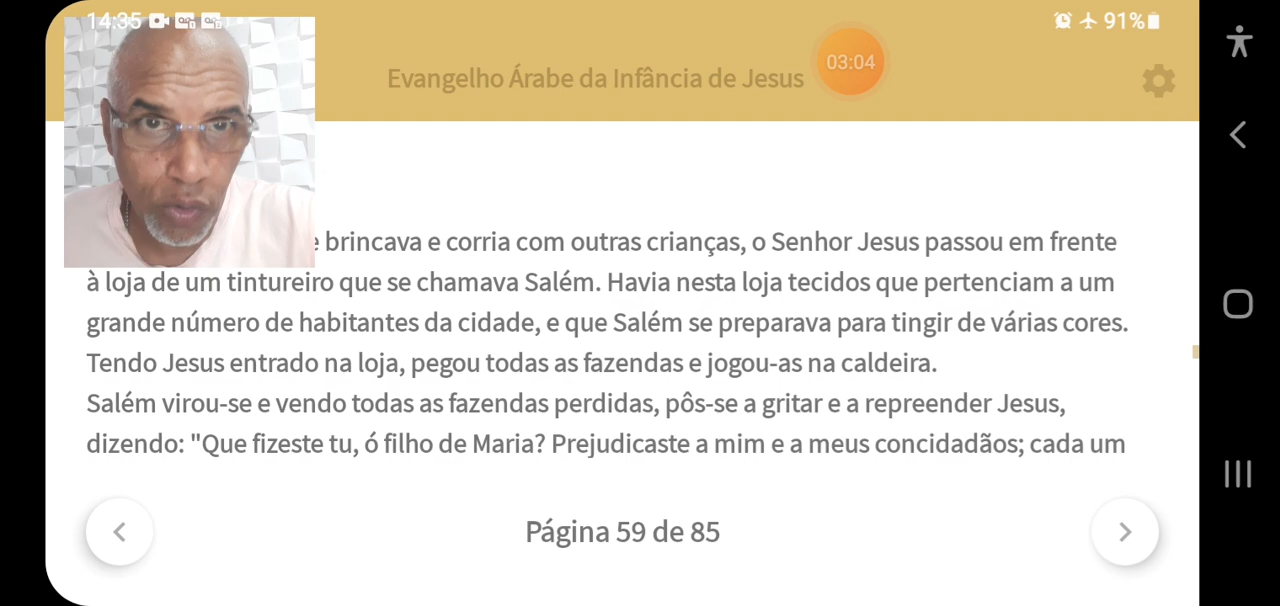 14:35
91%
Evangelho Árabe da Infância de Jesus
03:04
e brincava e corria com outras crianças, o Senhor Jesus passou em frente
à loja de um tintureiro que se chamava Salém. Havia nesta loja tecidos que pertenciam a um
grande número de habitantes da cidade, e que Salém se preparava para tingir de várias cores.
Tendo Jesus entrado na loja, pegou todas as fazendas e jogou-as na caldeira.
Salém virou-se e vendo todas as fazendas perdidas, pôs-se a gritar e a repreender Jesus,
dizendo: "Que fizeste tu, ó filho de Maria? Prejudicaste a mim e a meus concidadãos; cada um
Página 59 de 85